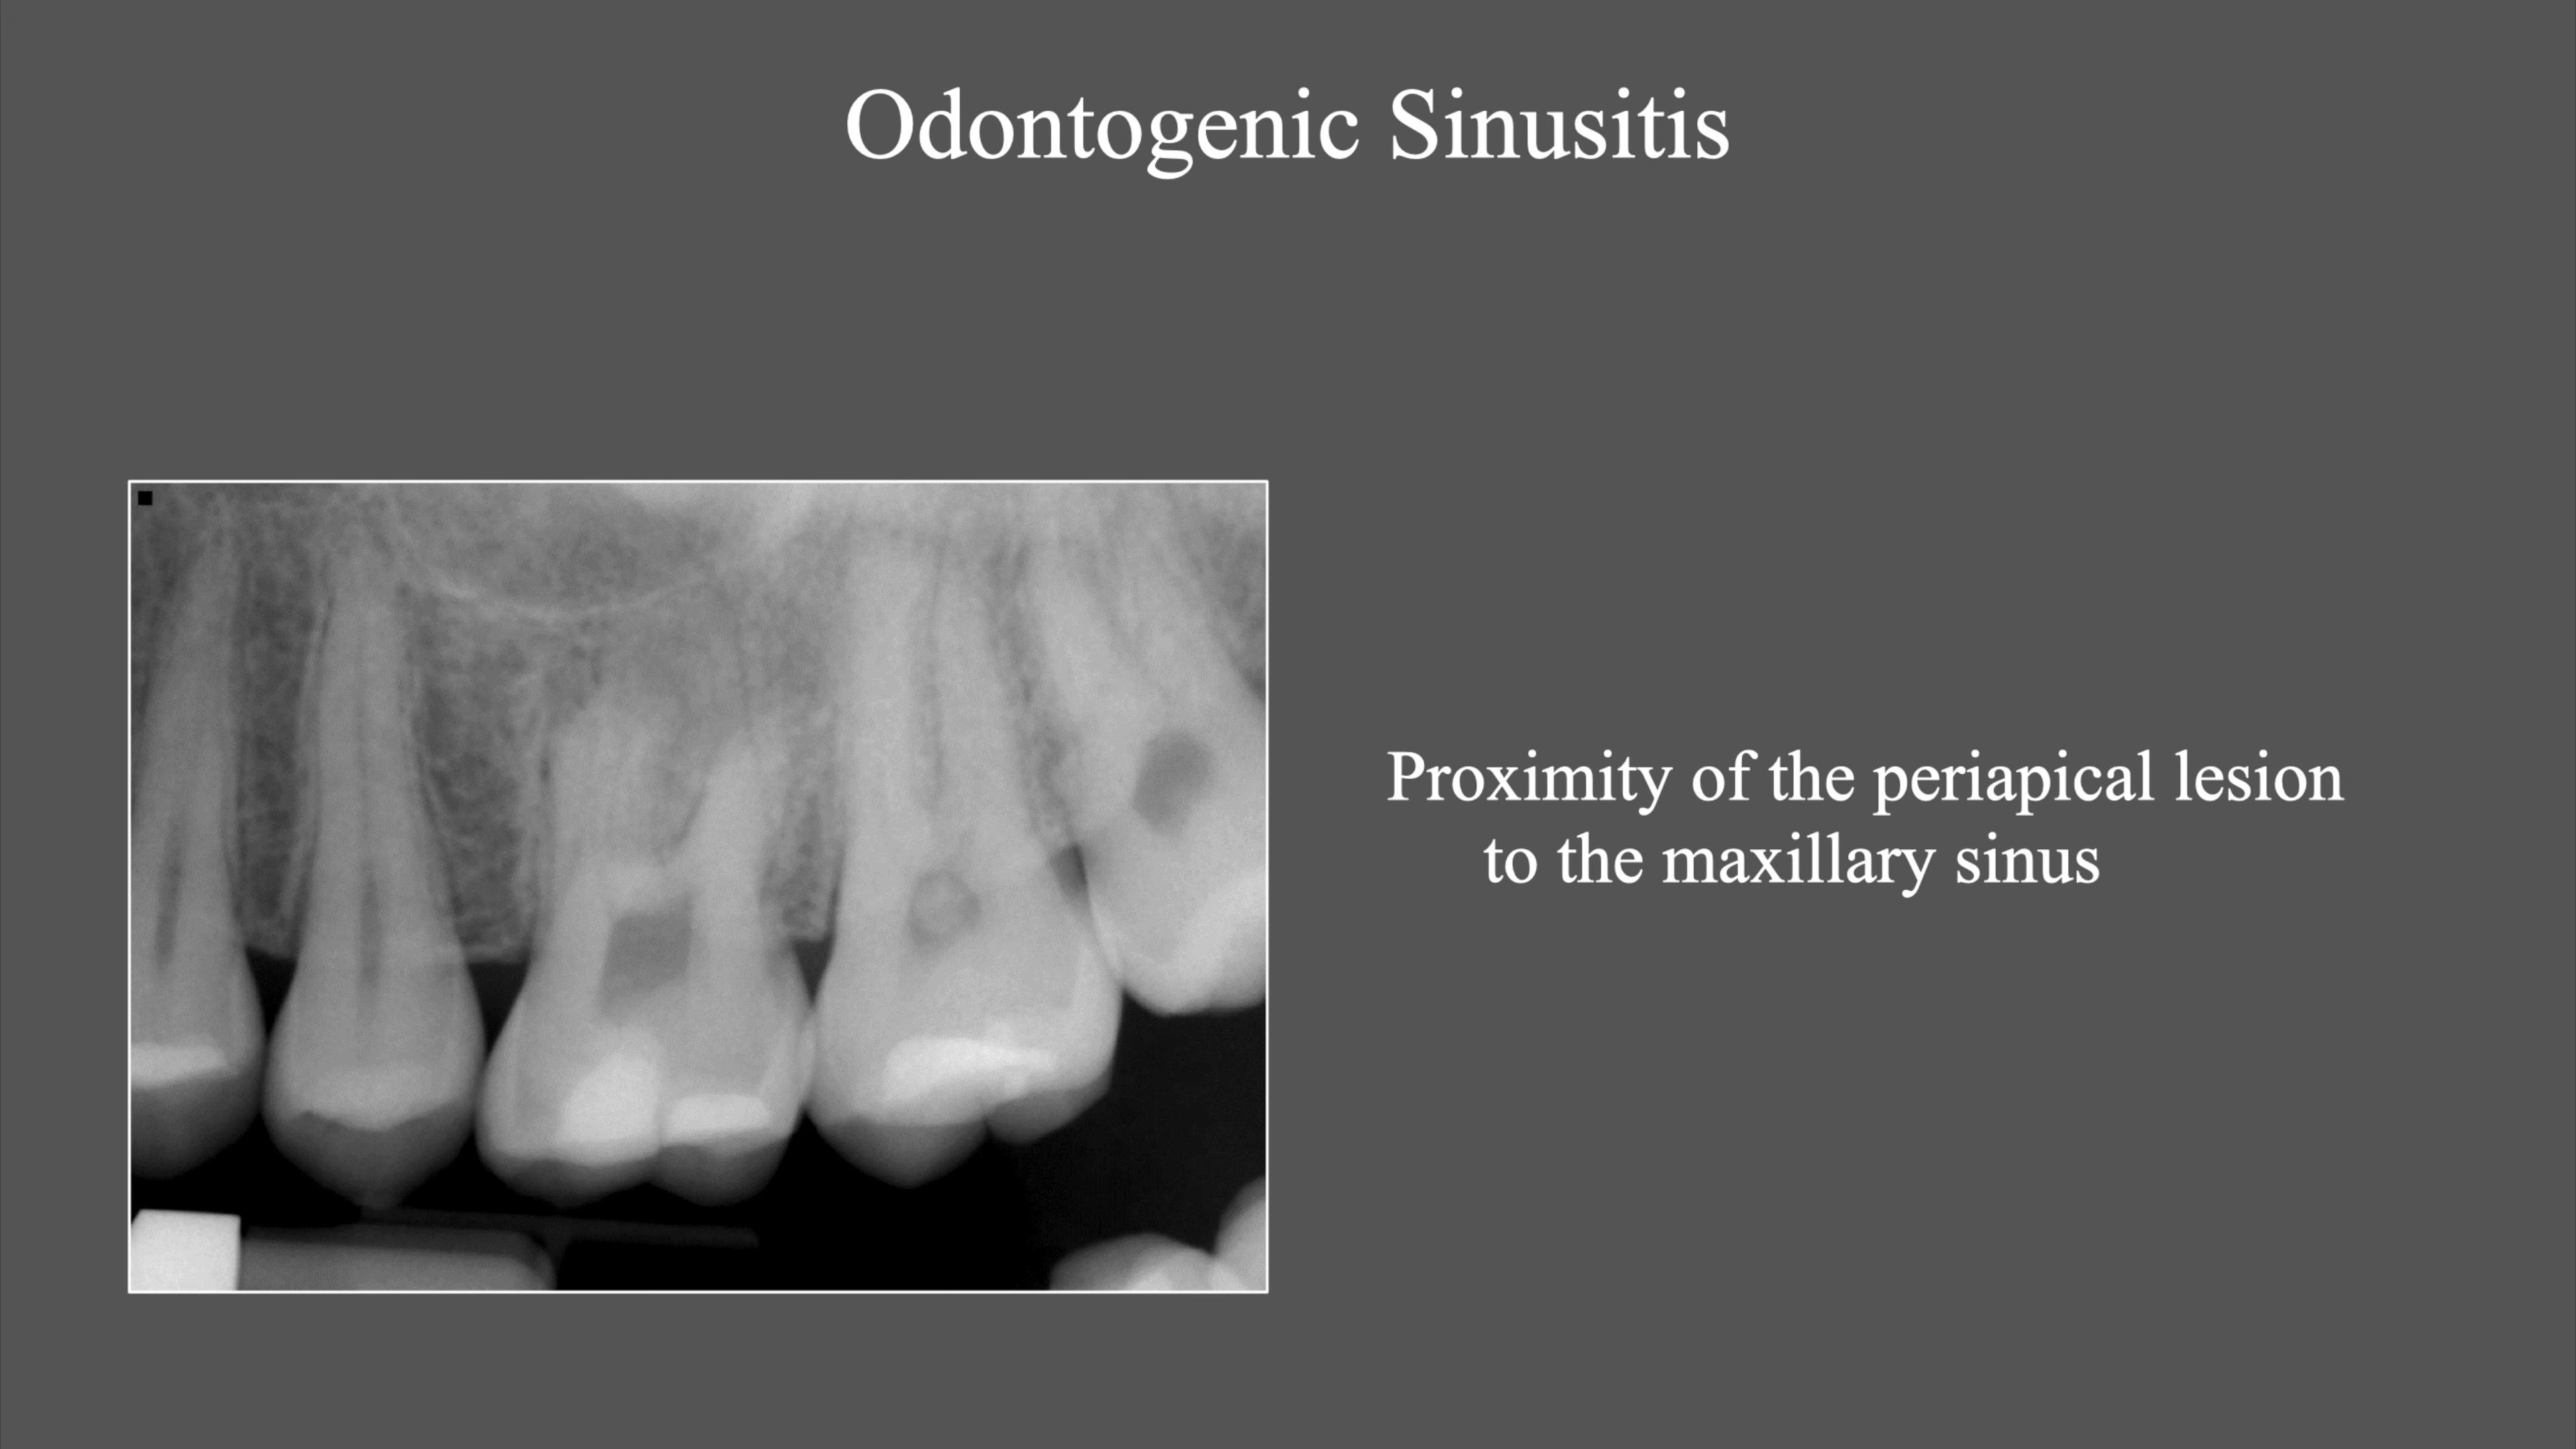 Odontogenic Sinusitis
Proximity of the periapical lesion
to the maxillary sinus